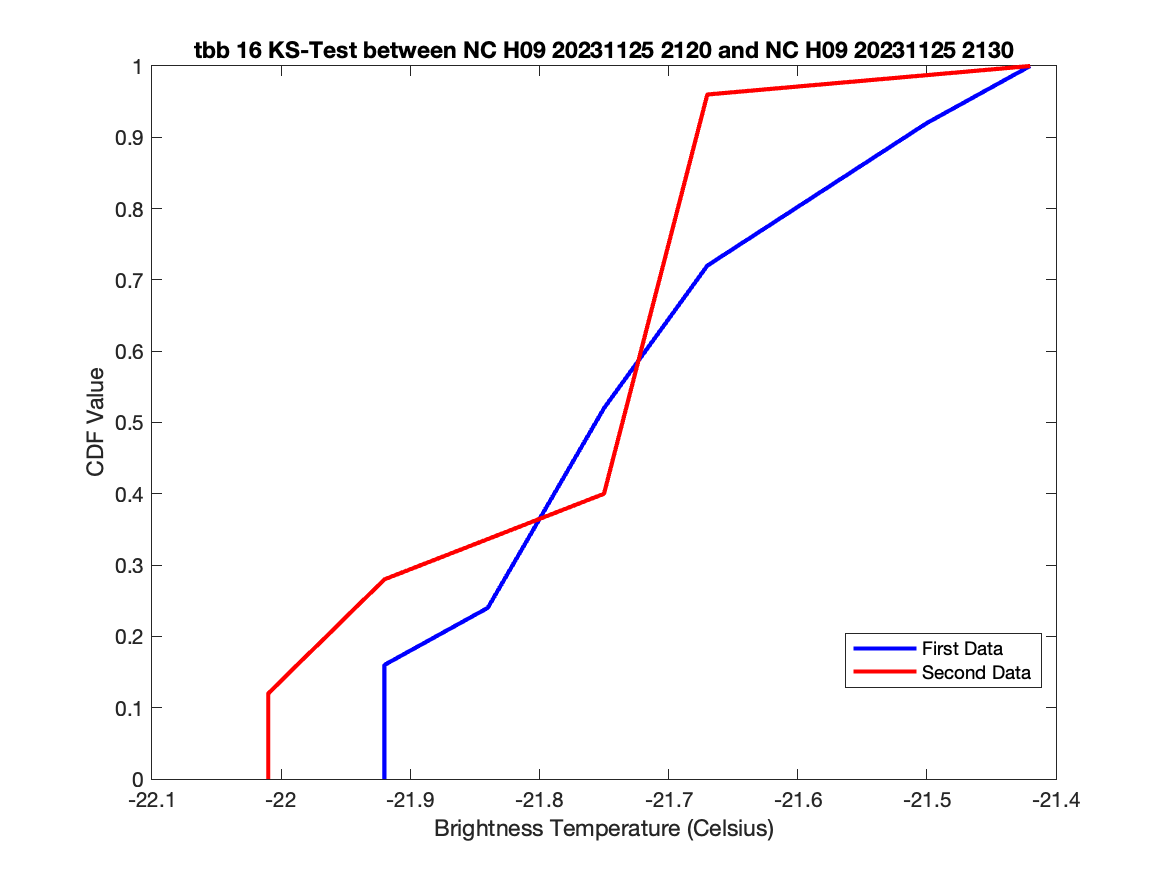 tbb 16 KS-Test between NC H09 20231125 2120 and NC H09 20231125 2130
1
0.9
0.8
0.7
0.6
0.5
0.4
0.3
0.2
0.1
0
CDF Value
First Data
Second Data
-22.1 -22 -21.9 -21.8 -21.7 -21.6 -21.5 -21.4
Brightness Temperature (Celsius)